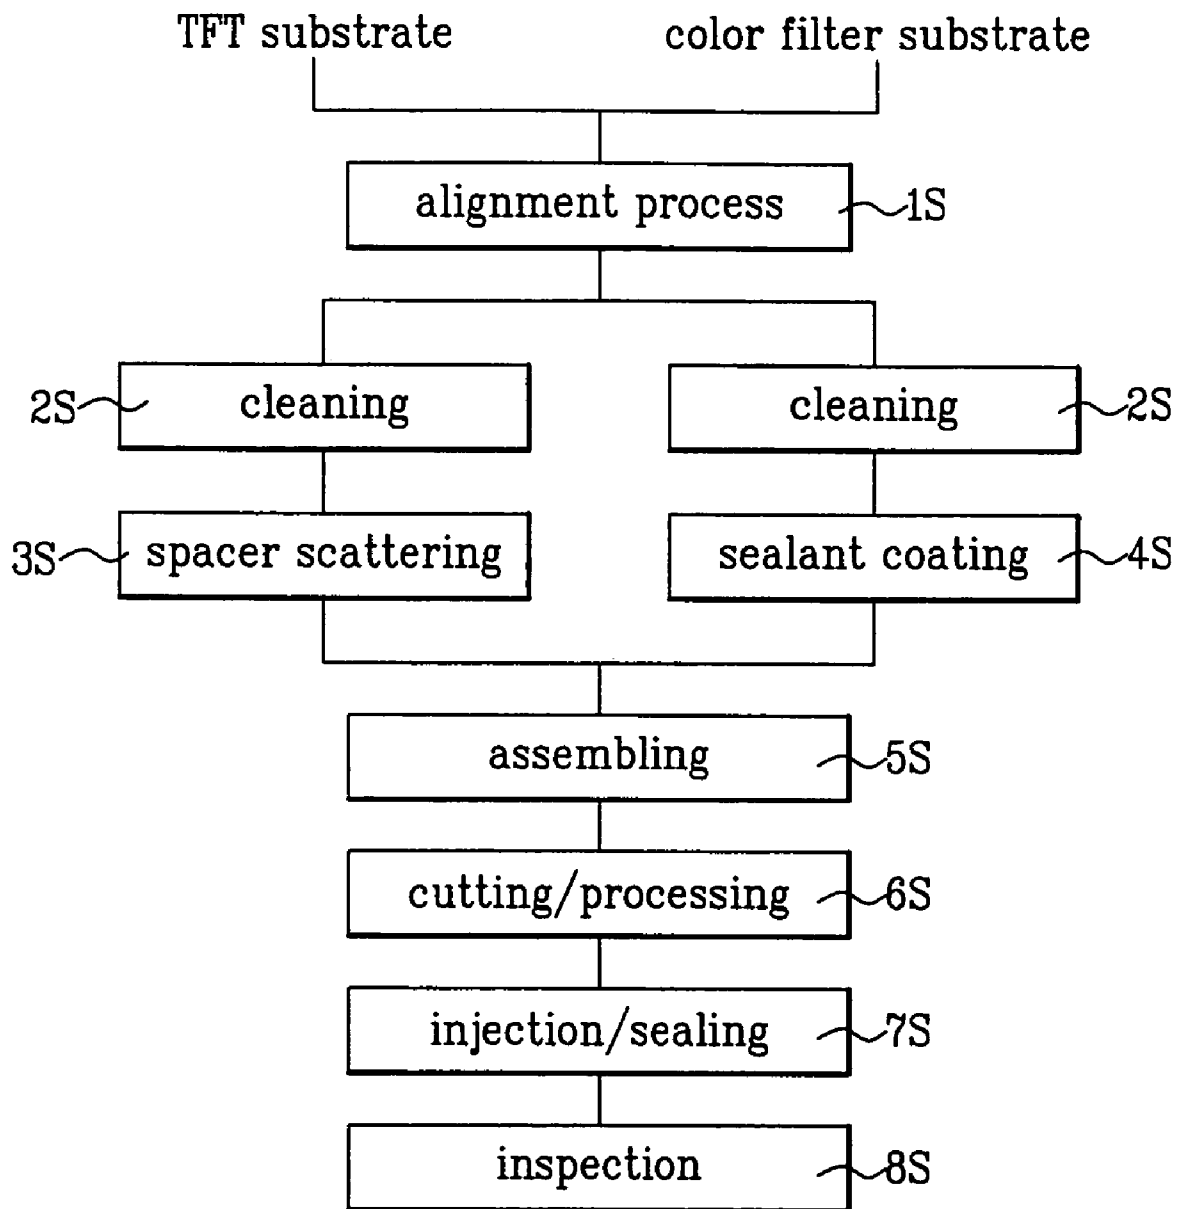 TFT substrate
color filter substrate
alignment process
1S
2S
cleaning
cleaning
2S
3S
spacer scattering
sealant coating
4S
assembling
5S
cutting/processing
6S
injection/sealing
7S
inspection
8S